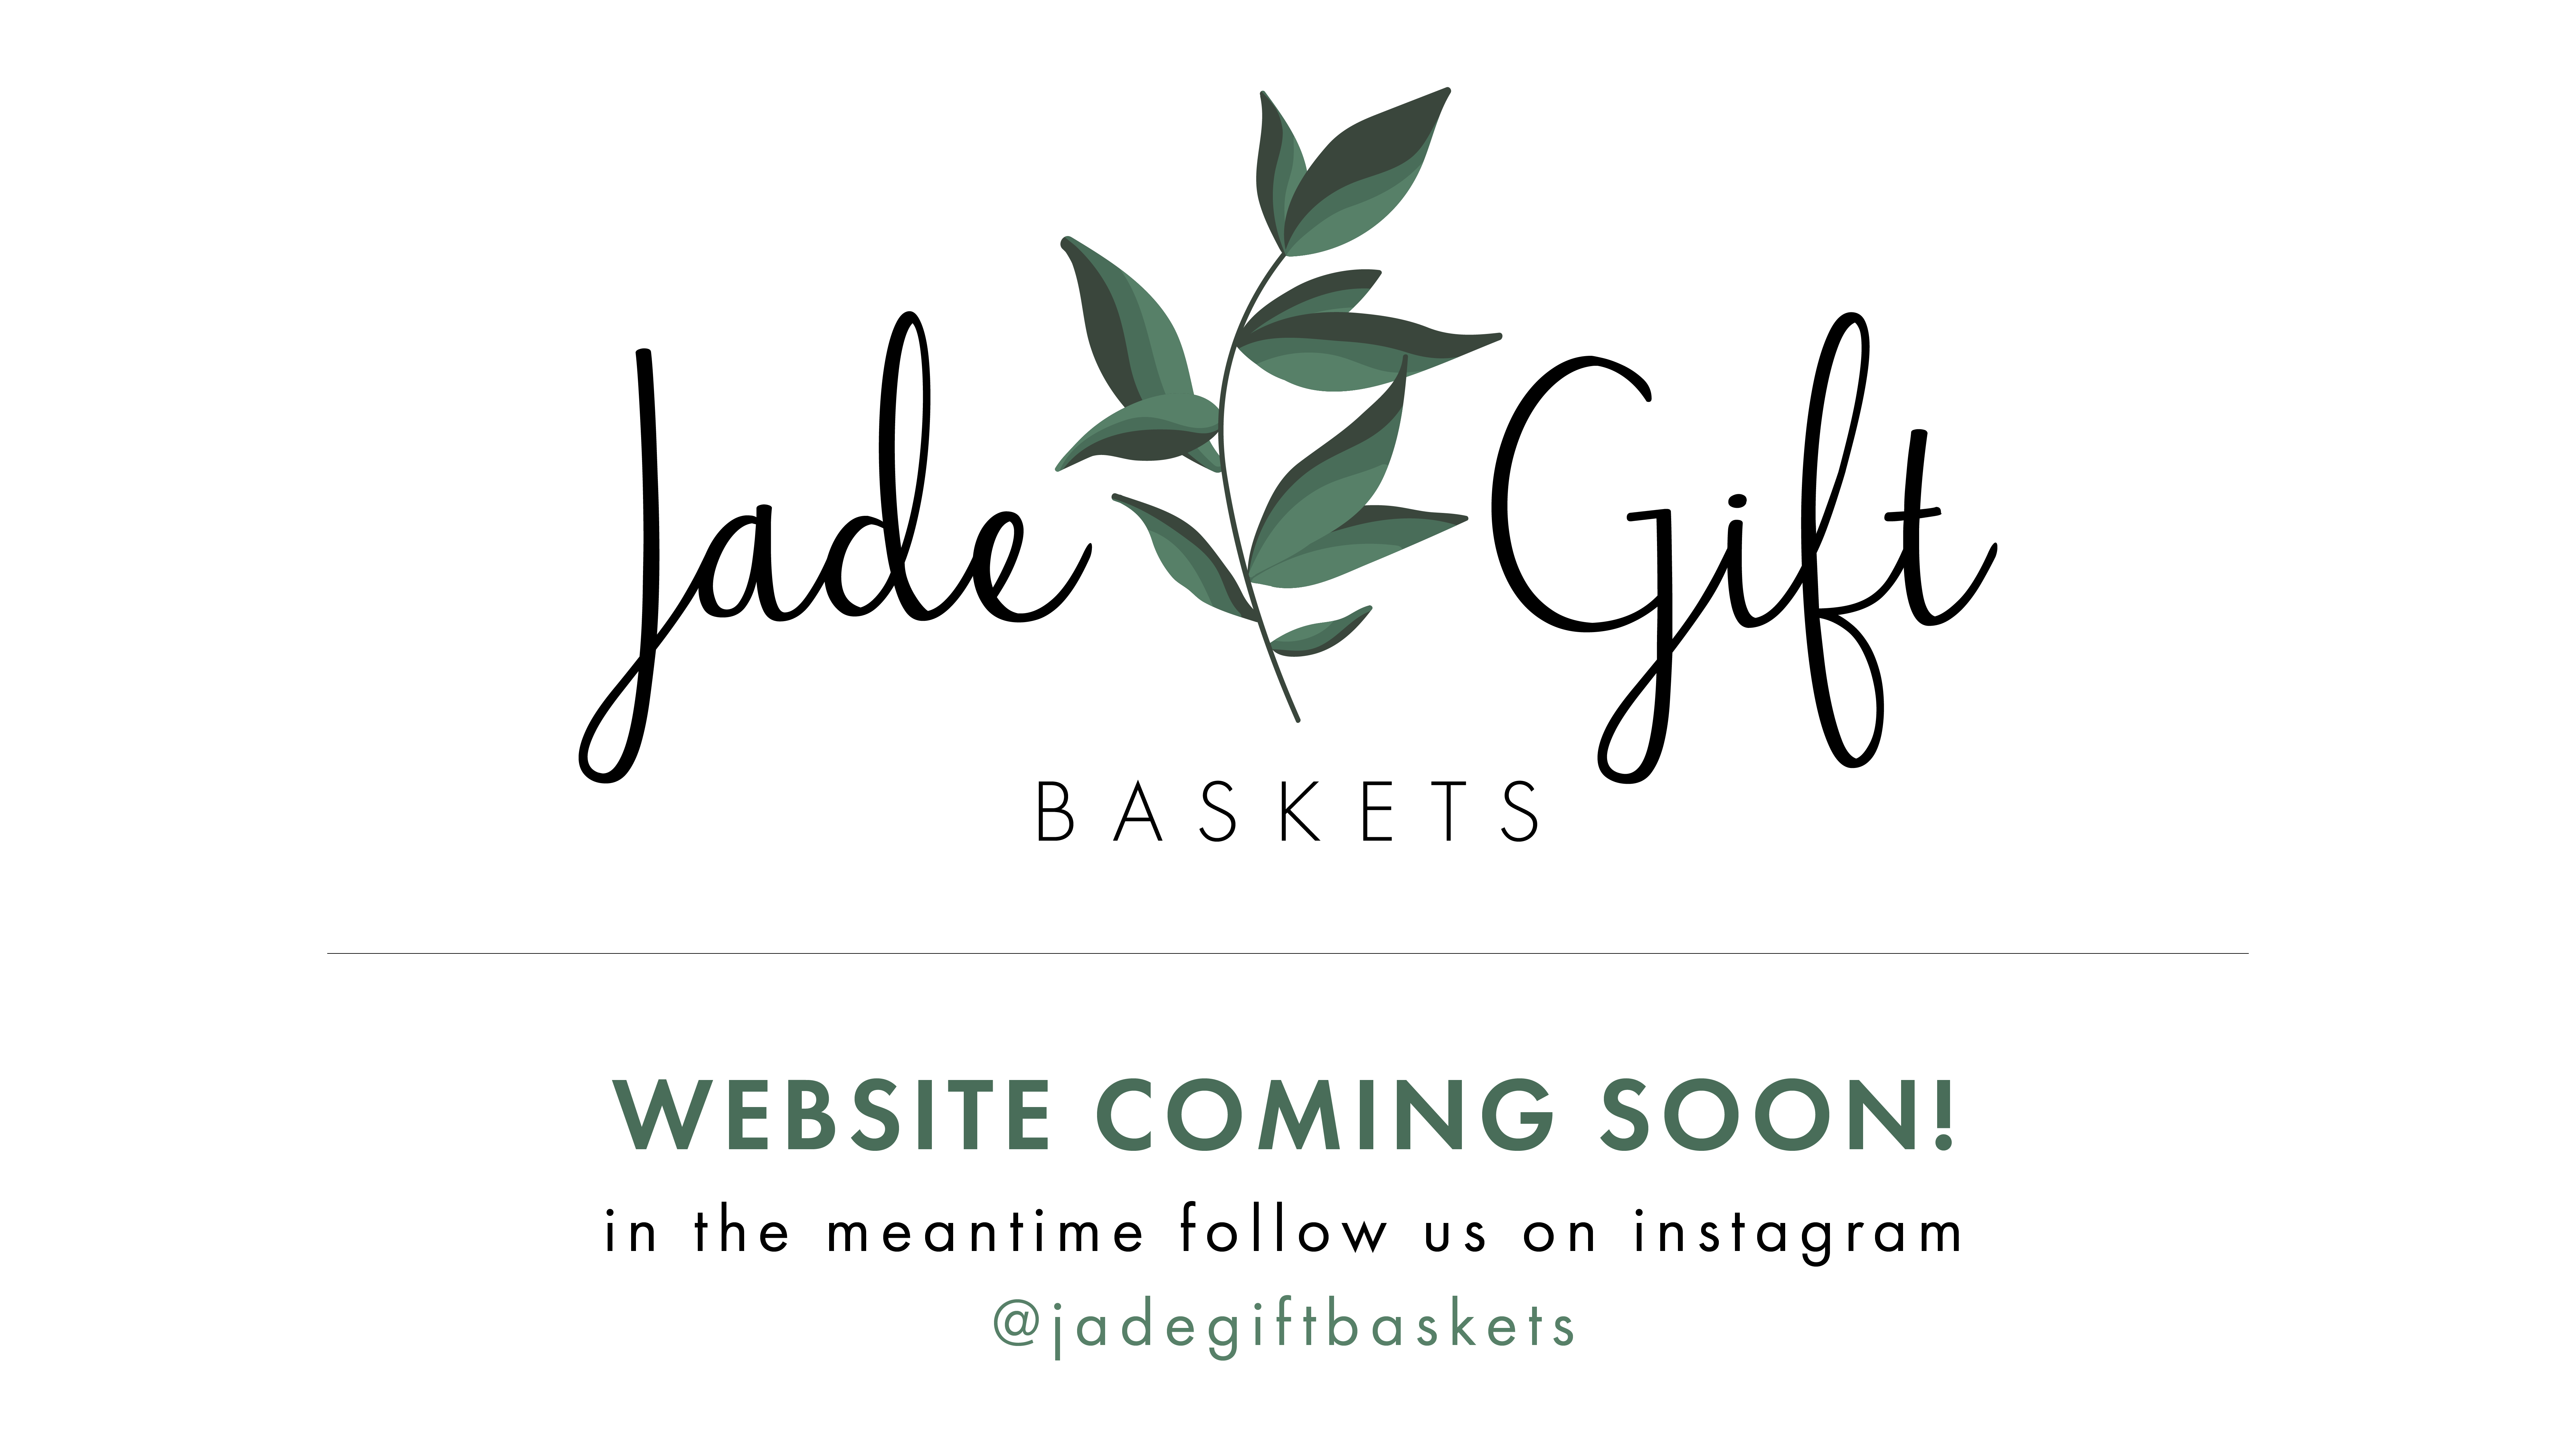 Jade Gift
BASKETS
WEBSITE COMING SOON!
in the meantime follow us on instagram
@jadegiftbaskets